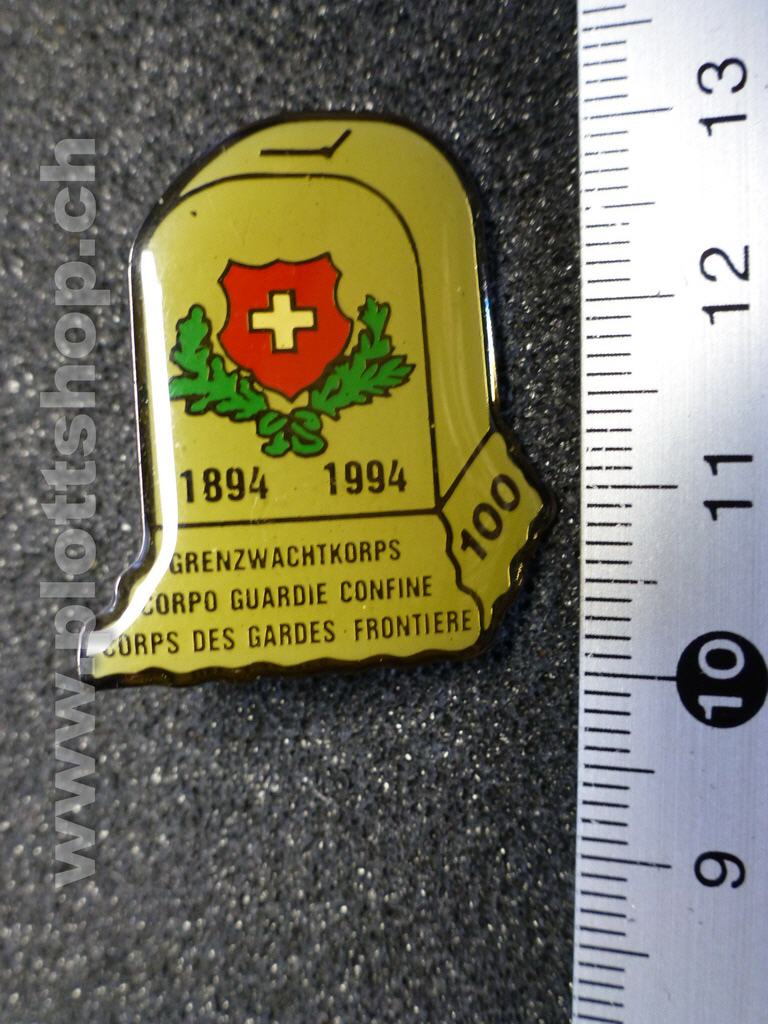 1894 1994
100
GRENZWACHTKORPS
CORPO GUARDIE CONFINE
CORPS DES GARDES FRONTIERE
www.plottshop.ch
13
12
11
10
9